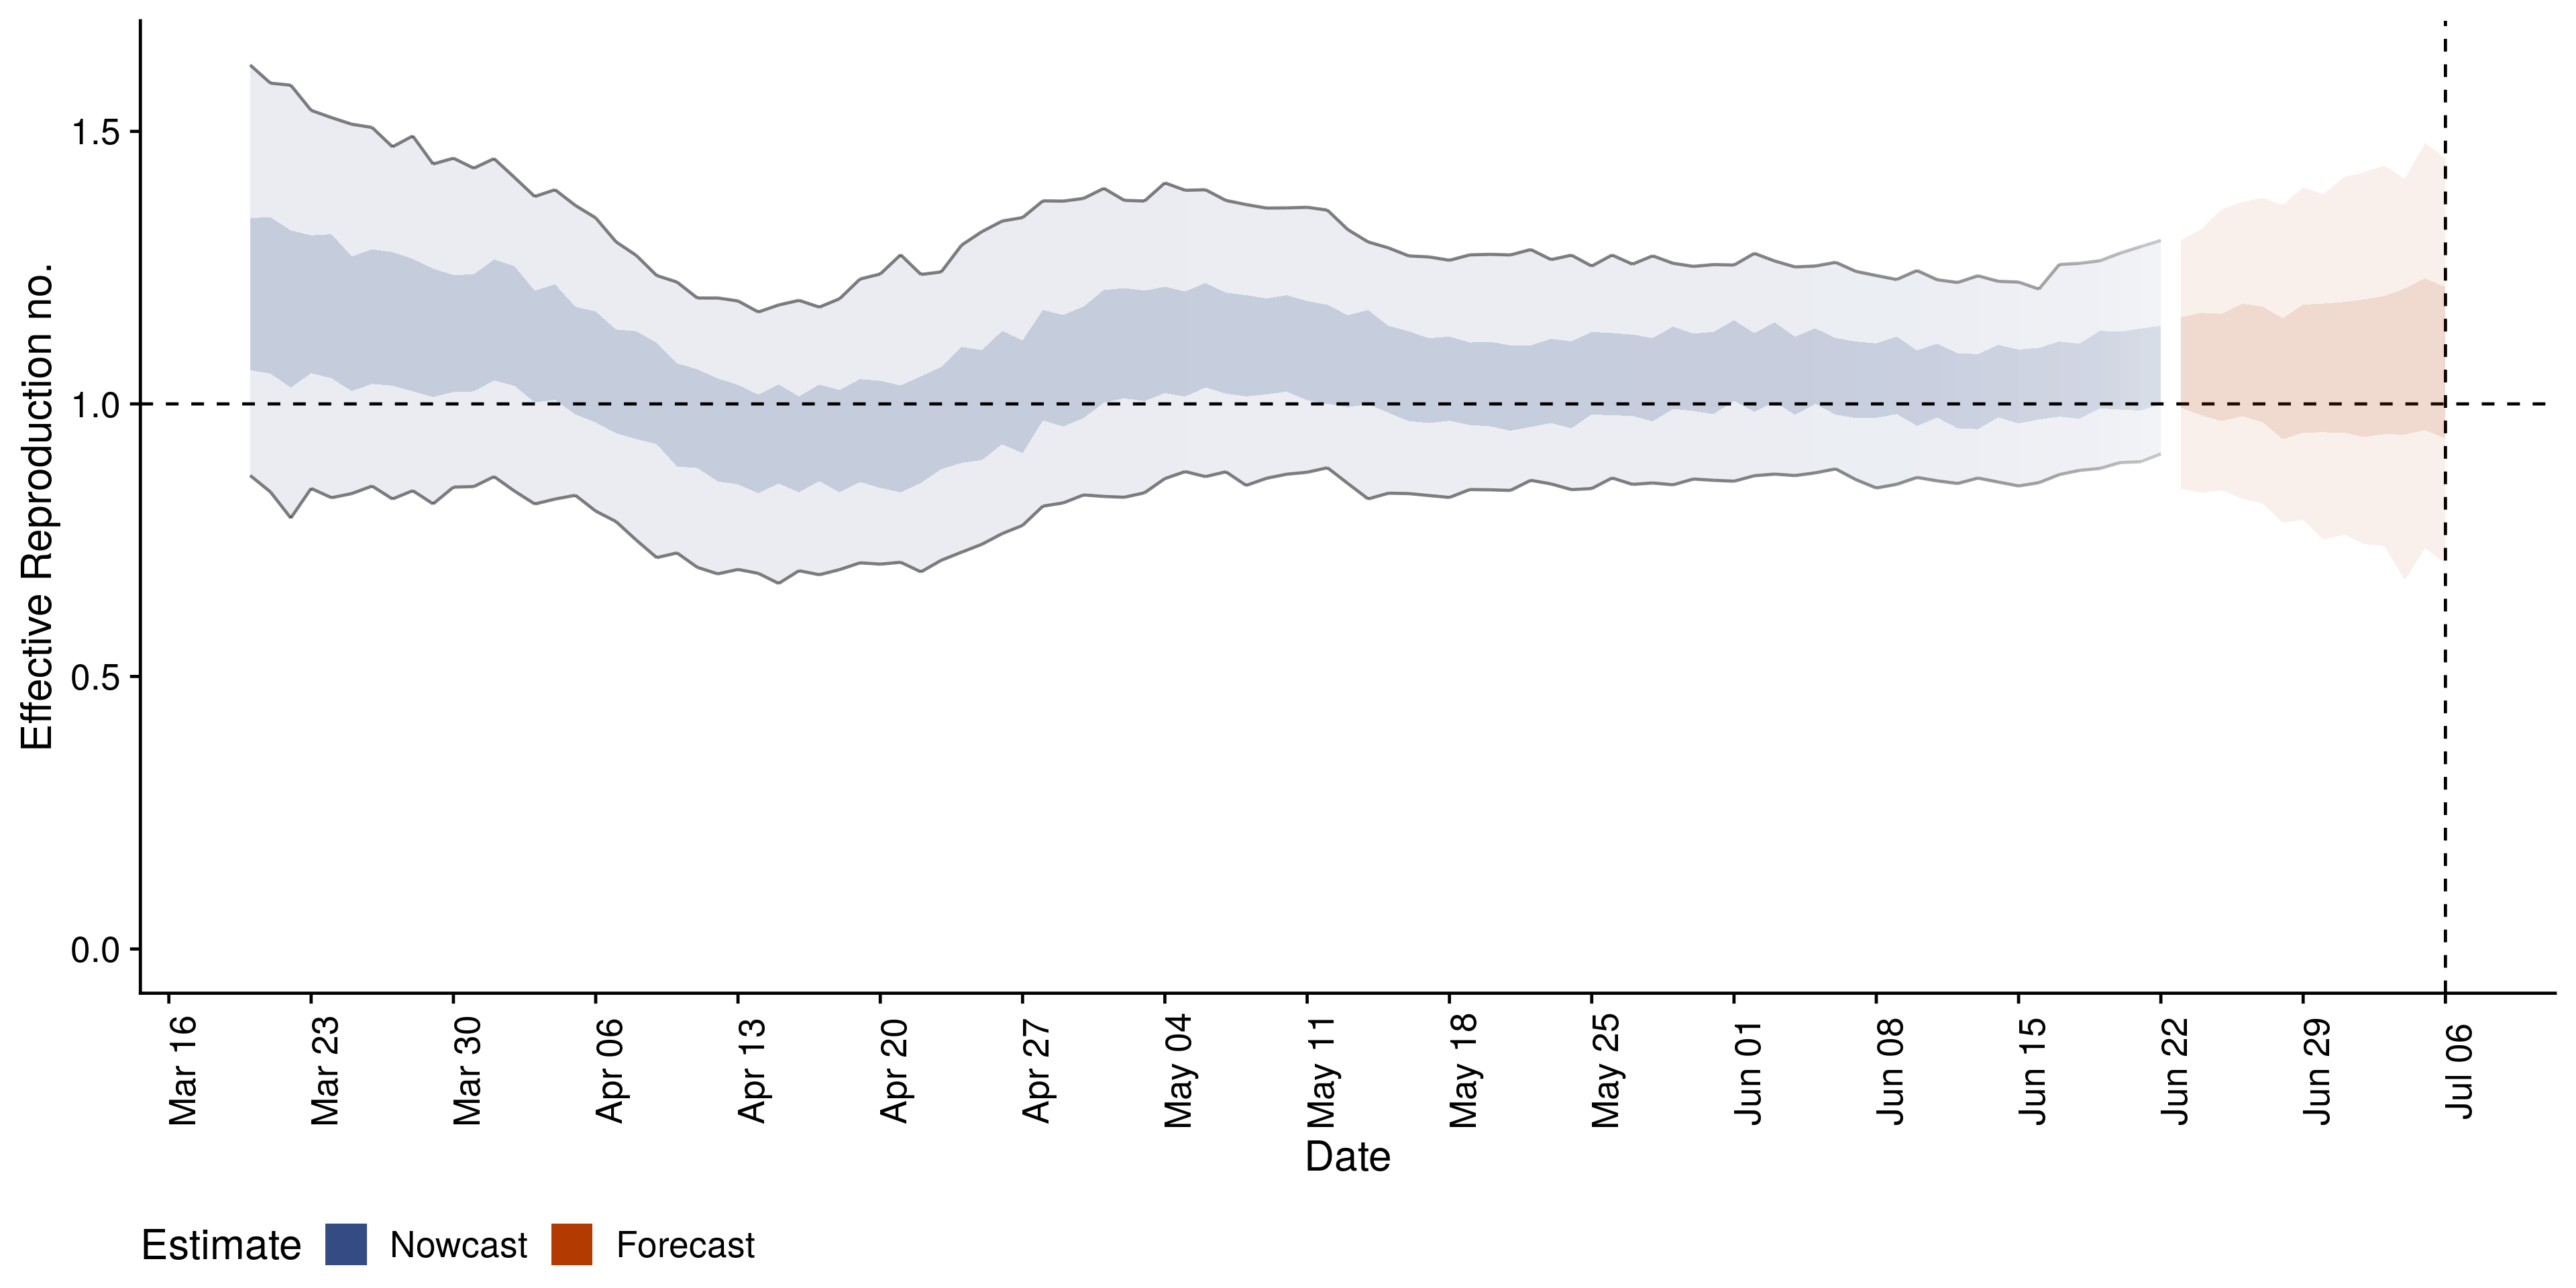 Effective Reproduction no.
1.5
1.0
0.5
0.0
Mar 16
Mar 23
Mar 30
Apr 06
Apr 13
Apr 20
Apr 27
May 04
May 11
May 18
May 25
Jun 01
Jun 08
Jun 15
Jun 22
Jun 29
Jul 06
Date
Estimate Nowcast Forecast